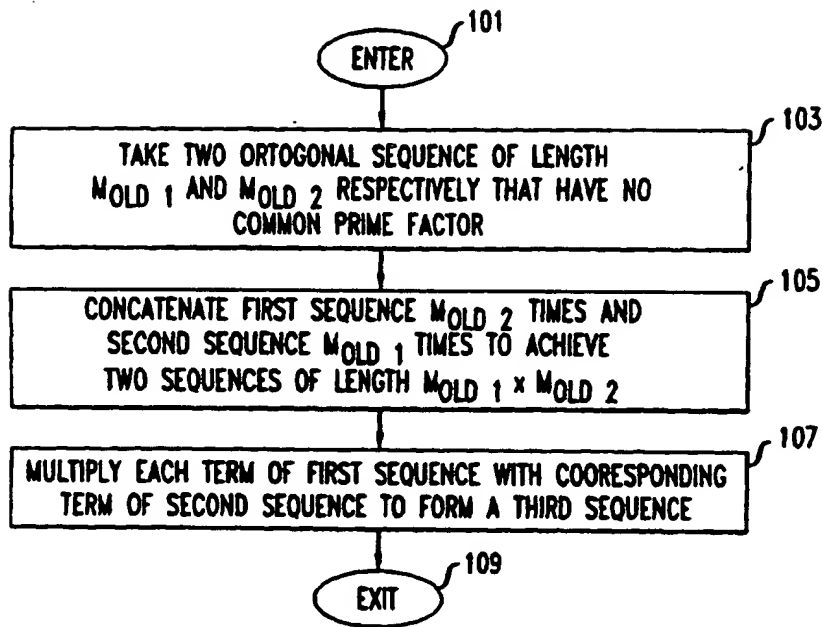 101
ENTER
103
TAKE TWO ORTOGONAL SEQUENCE OF LENGTH
MOLD 1 AND MOLD 2 RESPECTIVELY THAT HAVE NO
COMMON PRIME FACTOR
105
CONCATENATE FIRST SEQUENCE MOLD 2 TIMES AND
SECOND SEQUENCE MOLD 1 TIMES TO ACHIEVE
TWO SEQUENCES OF LENGTH MOLD 1 x MOLD 2
107
MULTIPLY EACH TERM OF FIRST SEQUENCE WITH COORESPONDING
TERM OF SECOND SEQUENCE TO FORM A THIRD SEQUENCE
109
EXIT